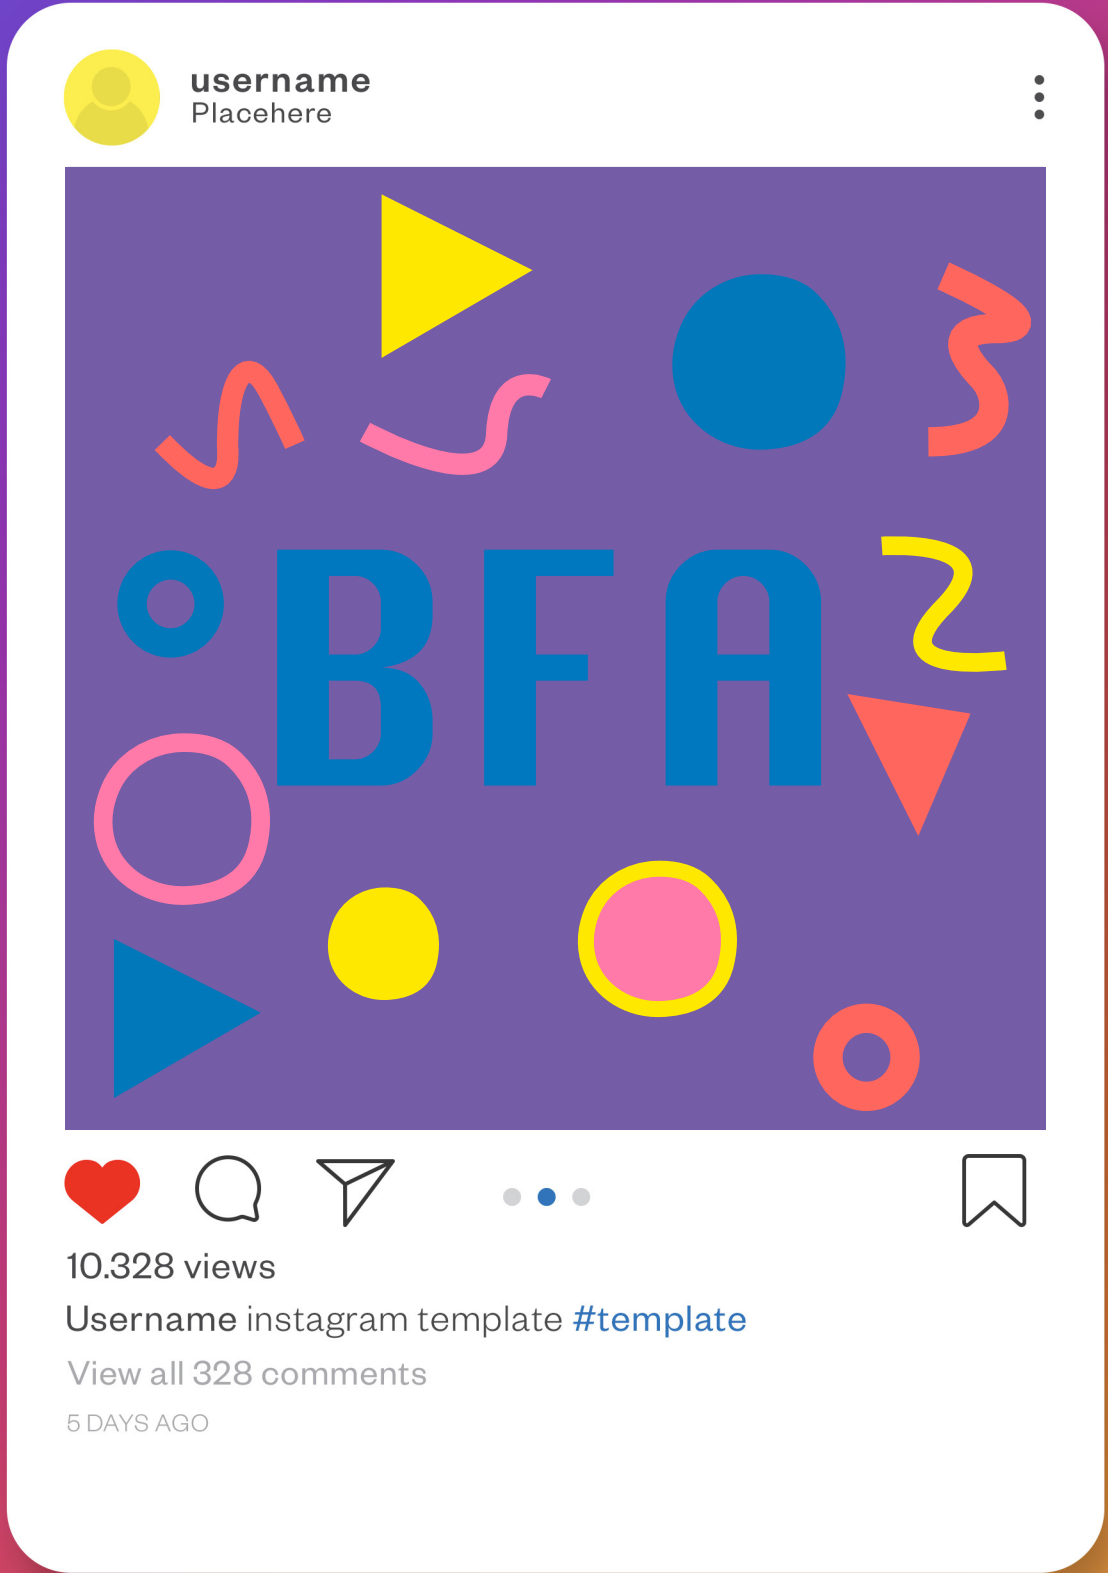 username
Placehere
BFA
10.328 views
Username instagram template #template
View all 328 comments
5 DAYS AGO